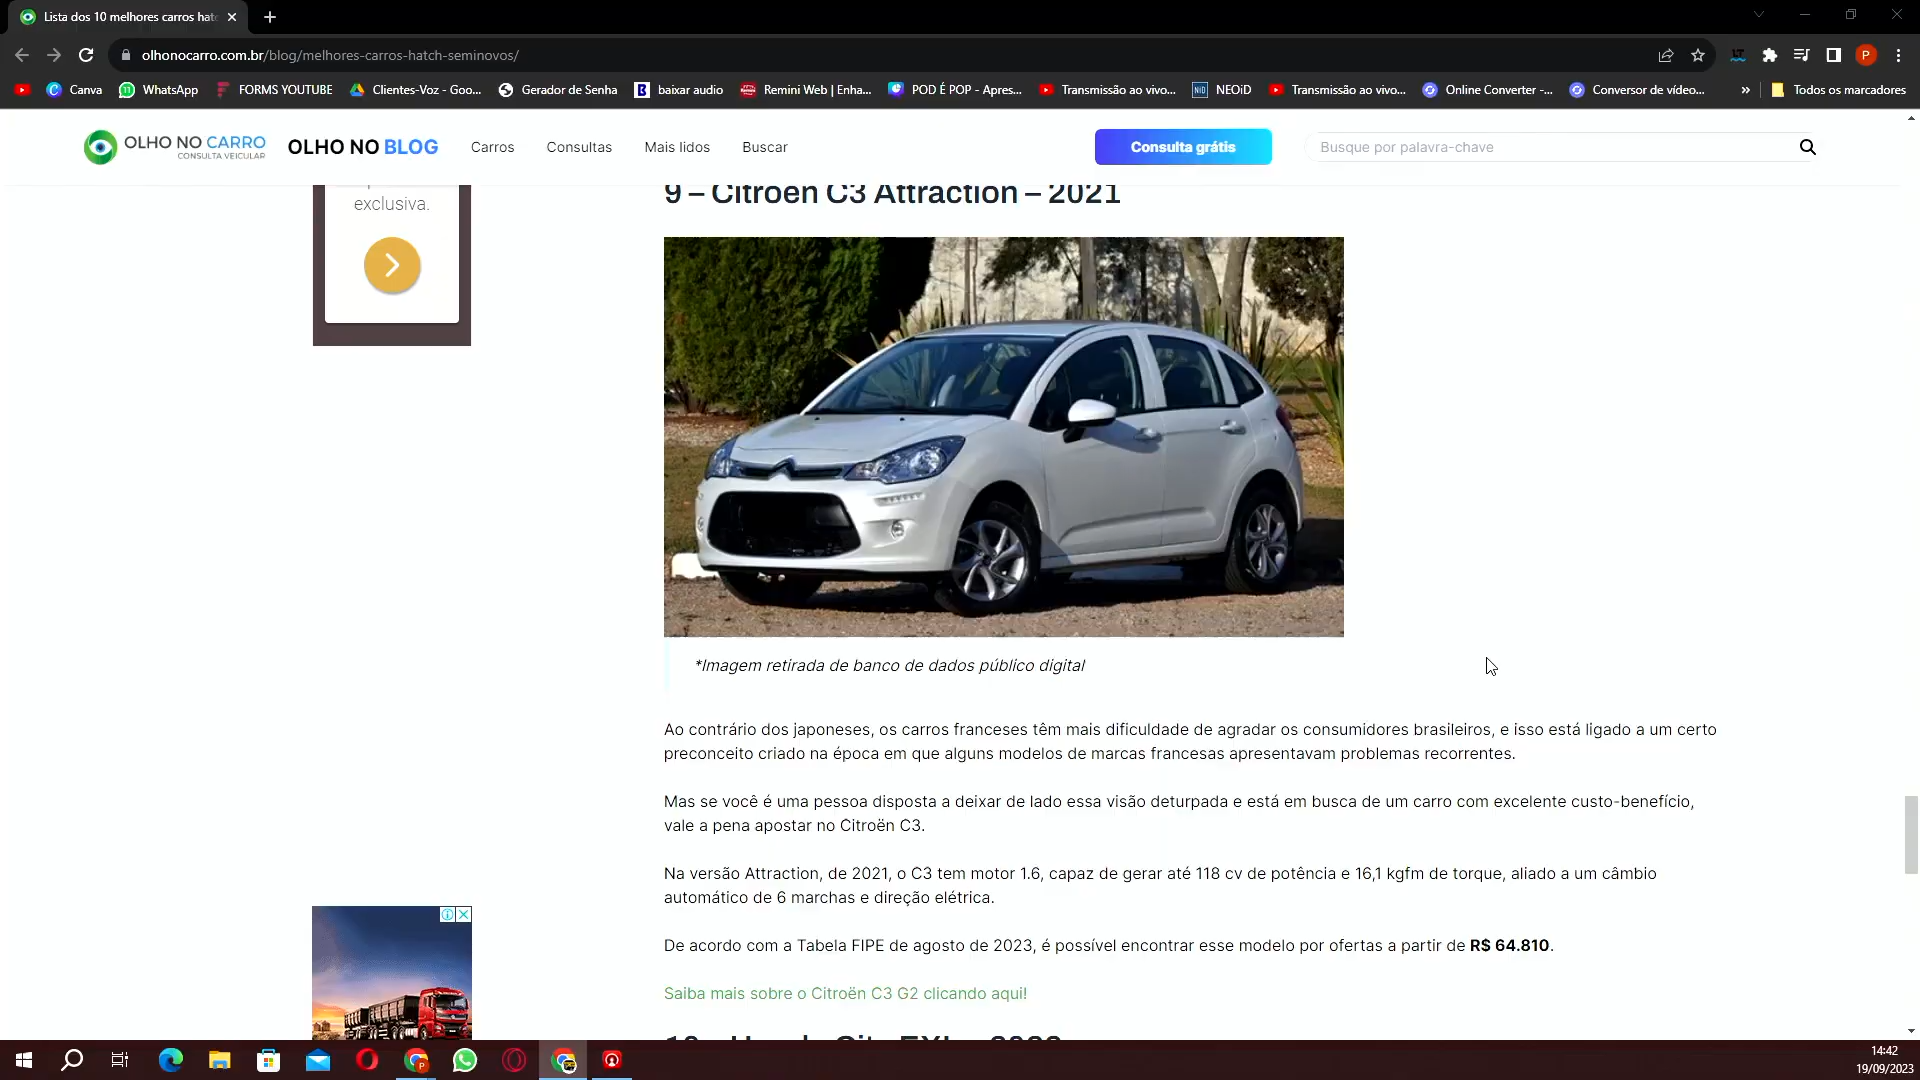 Lista dos 10 melhores carros hatc
olhonocarro.com.br/blog/melhores-carros-hatch-seminovos/
P
Canva
WhatsApp
FORMS YOUTUBE
Clientes-Voz - Goo...
Gerador de Senha
baixar audio
Remini Web | Enha...
POD É POP - Apres...
Transmissão ao vivo...
NID
NEOiD
Transmissão ao vivo...
Online Converter -...
Conversor de vídeo...
»
Todos os marcadores
OLHO NO CARRO
CONSULTA VEICULAR
OLHO NO BLOG
Carros
Consultas
Mais lidos
Buscar
Consulta grátis
Busque por palavra-chave
exclusiva.
9 – Citroën C3 Attraction – 2021
*Imagem retirada de banco de dados público digital
Ao contrário dos japoneses, os carros franceses têm mais dificuldade de agradar os consumidores brasileiros, e isso está ligado a um certo
preconceito criado na época em que alguns modelos de marcas francesas apresentavam problemas recorrentes.
Mas se você é uma pessoa disposta a deixar de lado essa visão deturpada e está em busca de um carro com excelente custo-benefício,
vale a pena apostar no Citroën C3.
Na versão Attraction, de 2021, o C3 tem motor 1.6, capaz de gerar até 118 cv de potência e 16,1 kgfm de torque, aliado a um câmbio
automático de 6 marchas e direção elétrica.
De acordo com a Tabela FIPE de agosto de 2023, é possível encontrar esse modelo por ofertas a partir de R$ 64.810.
Saiba mais sobre o Citroën C3 G2 clicando aqui!
14:42
19/09/2023